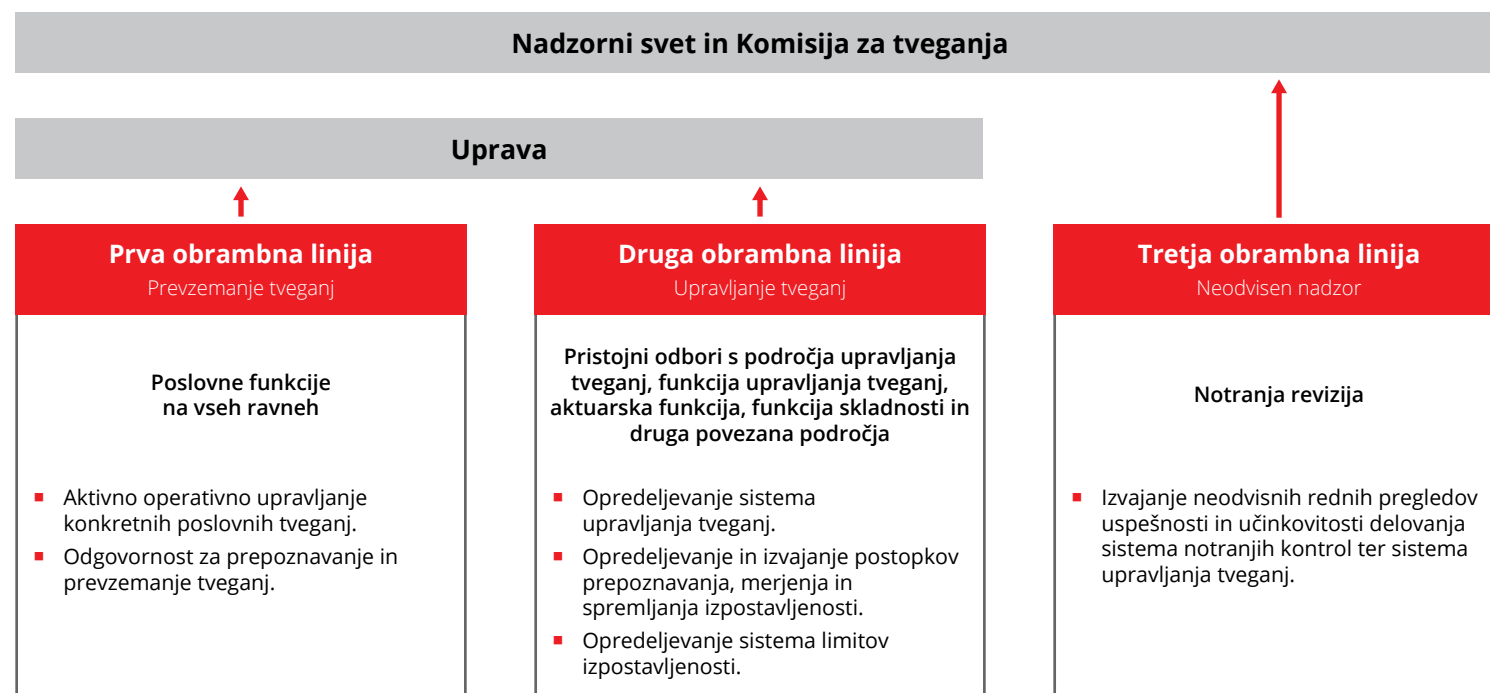 Nadzorni svet in Komisija za tveganja
Uprava
Prva obrambna linija
Prevzemanje tveganj
Poslovne funkcije
na vseh ravneh
▪ Aktivno operativno upravljanje
konkretnih poslovnih tveganj.
▪ Odgovornost za prepoznavanje in
prevzemanje tveganj.
Druga obrambna linija
Upravljanje tveganj
Pristojni odbori s področja upravljanja
tveganj, funkcija upravljanja tveganj,
aktuarska funkcija, funkcija skladnosti in
druga povezana področja
▪ Opredeljevanje sistema
upravljanja tveganj.
▪ Opredeljevanje in izvajanje postopkov
prepoznavanja, merjenja in
spremljanja izpostavljenosti.
▪ Opredeljevanje sistema limitov
izpostavljenosti.
Tretja obrambna linija
Neodvisen nadzor
Notranja revizija
▪ Izvajanje neodvisnih rednih pregledov
uspešnosti in učinkovitosti delovanja
sistema notranjih kontrol ter sistema
upravljanja tveganj.